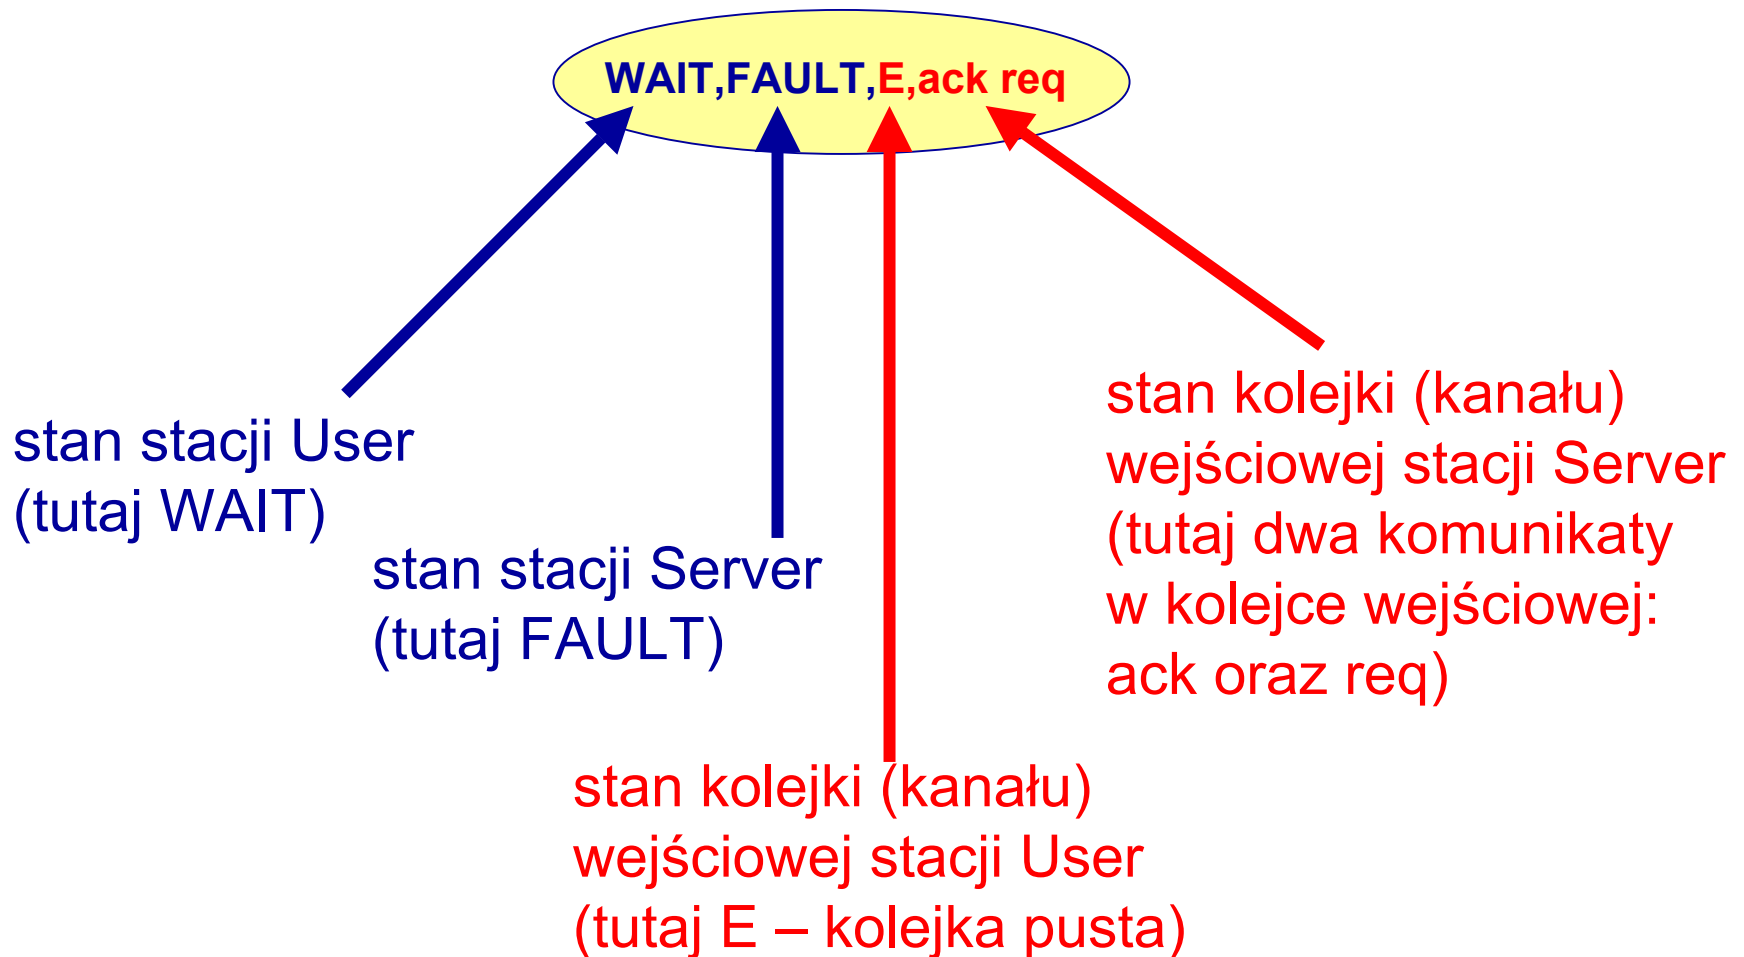 WAIT,FAULT,E,ack req
stan stacji User
(tutaj WAIT)
stan stacji Server
(tutaj FAULT)
stan kolejki (kanału)
wejściowej stacji User
(tutaj E – kolejka pusta)
stan kolejki (kanału)
wejściowej stacji Server
(tutaj dwa komunikaty
w kolejce wejściowej:
ack oraz req)